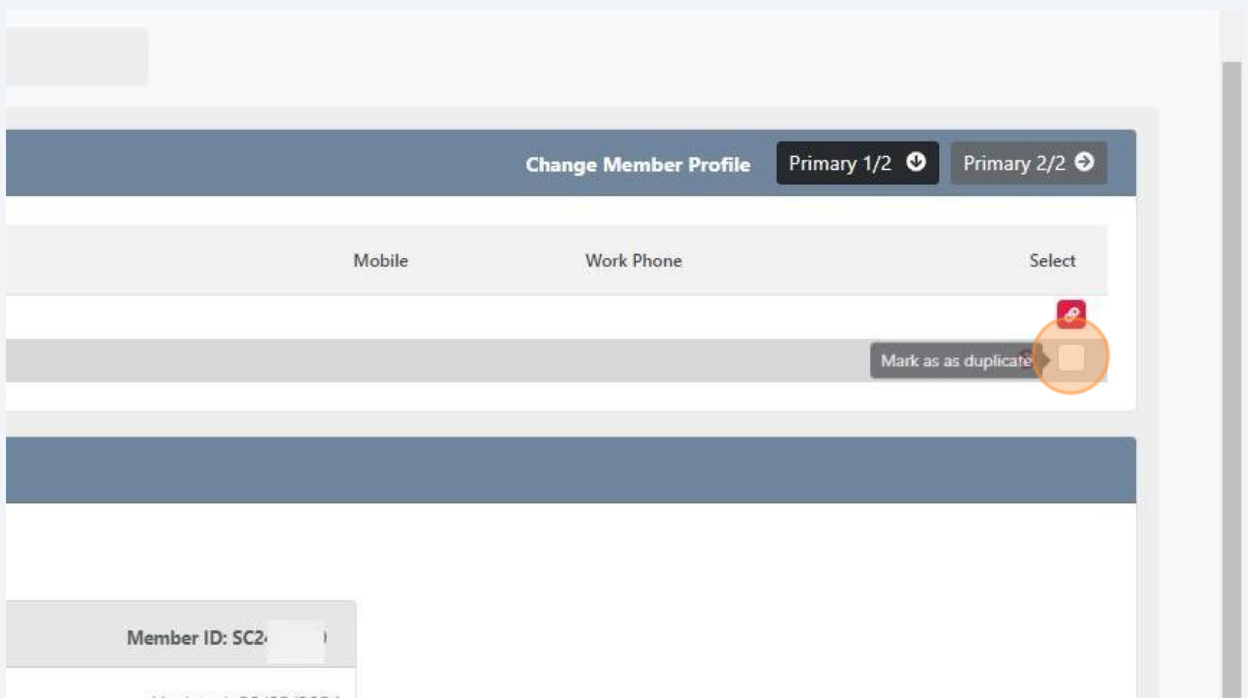 Change Member Profile Primary 1/2 Primary 2/2
Mobile Work Phone Select
Mark as as duplicate
Member ID: SC24